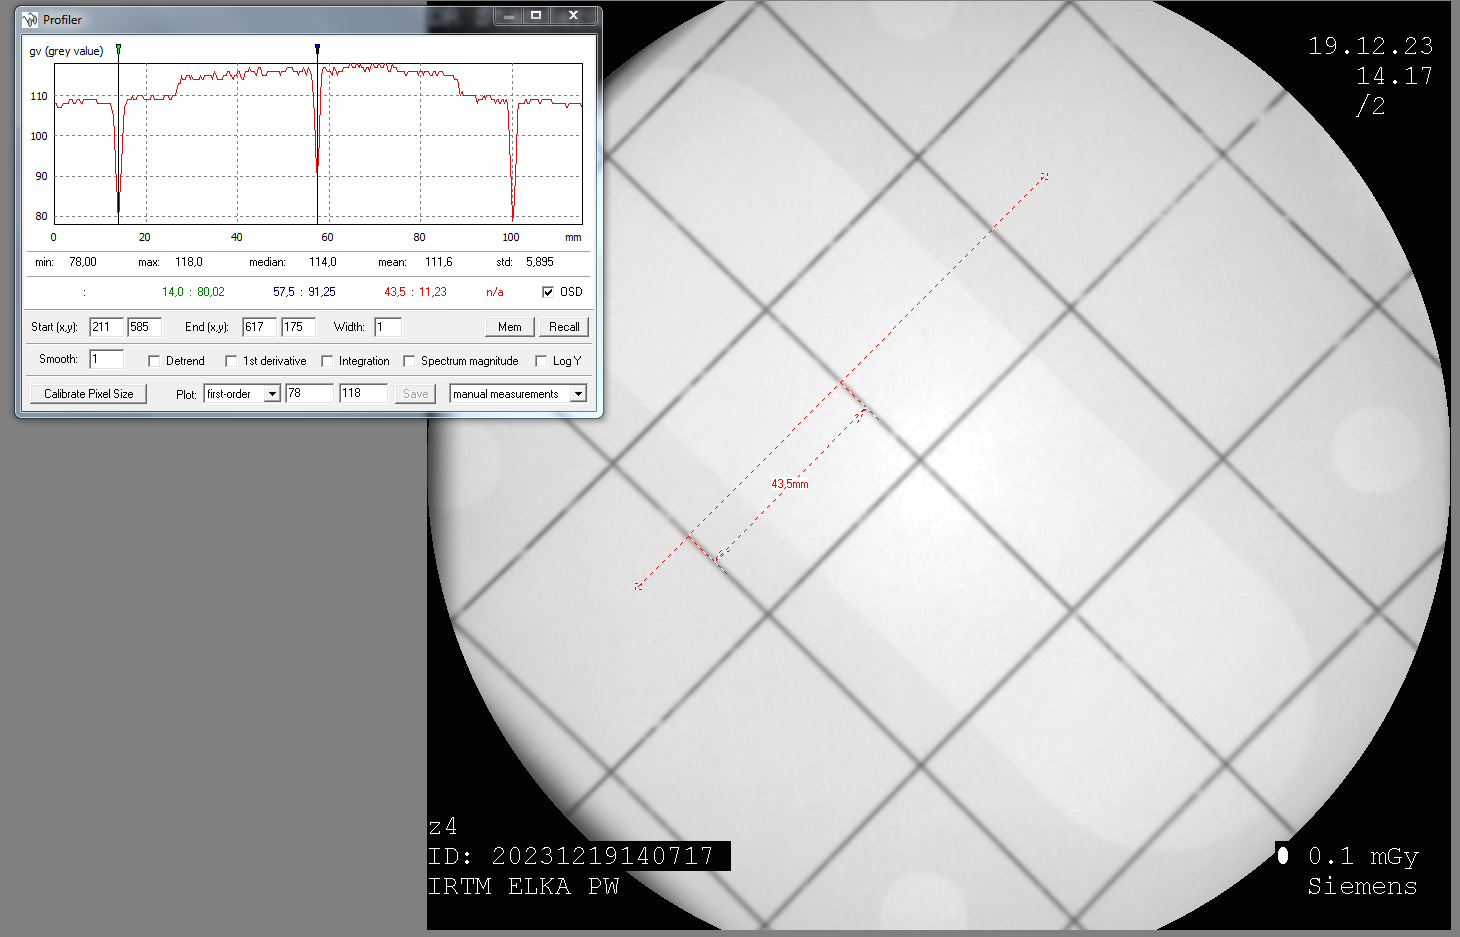 Profiler
gv (grey value)
110
100
90
80
0 20 40 60 80 100 mm
min: 78,00 max: 118,0 median: 114,0 mean: 111,6 std: 5,895
: 14,0 : 80,02 57,5 : 91,25 43,5 : 11,23 n/a OSD
Start (x,y): 211 585 End (x,y): 617 175 Width: 1 Mem Recall
Smooth: 1 Detrend 1st derivative Integration Spectrum magnitude Log Y
Calibrate Pixel Size Plot: first-order 78 118 Save manual measurements
19.12.23
14.17
/2
43,5mm
z4
ID: 20231219140717
IRTM ELKA PW
0.1 mGy
Siemens